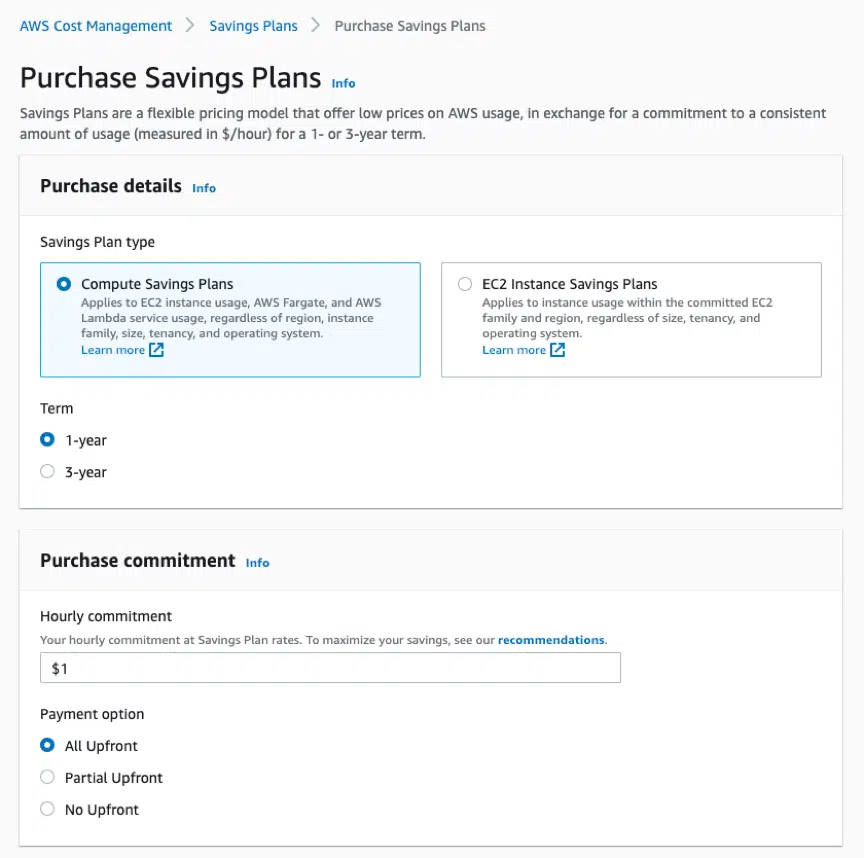 AWS Cost Management > Savings Plans > Purchase Savings Plans
Purchase Savings Plans Info
Savings Plans are a flexible pricing model that offer low prices on AWS usage, in exchange for a commitment to a consistent
amount of usage (measured in $/hour) for a 1- or 3-year term.
Purchase details Info
Savings Plan type
Compute Savings Plans
Applies to EC2 instance usage, AWS Fargate, and AWS
Lambda service usage, regardless of region, instance
family, size, tenancy, and operating system.
Learn more
EC2 Instance Savings Plans
Applies to instance usage within the committed EC2
family and region, regardless of size, tenancy, and
operating system.
Learn more
Term
1-year
3-year
Purchase commitment Info
Hourly commitment
Your hourly commitment at Savings Plan rates. To maximize your savings, see our recommendations.
$1
Payment option
All Upfront
Partial Upfront
No Upfront